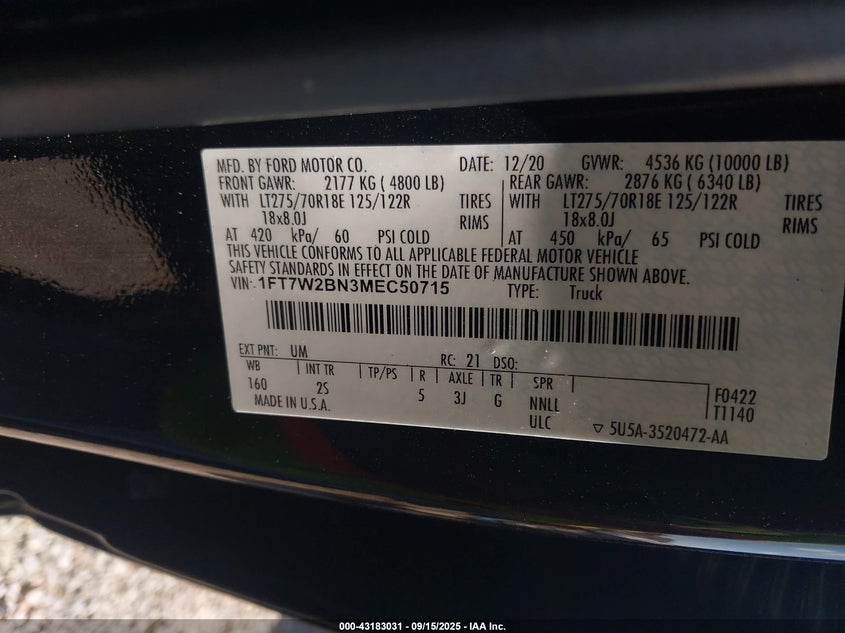 MFD. BY FORD MOTOR CO. DATE: 12/20 GVWR: 4536 KG (10000 LB)
FRONT GAWR: 2177 KG ( 4800 LB) REAR GAWR: 2876 KG ( 6340 LB)
WITH LT275/70R18E 125/122R TIRES WITH LT275/70R18E 125/122R TIRES
18x8.0J RIMS 18x8.0J RIMS
AT 420 kPa/ 60 PSI COLD AT 450 kPa/ 65 PSI COLD
THIS VEHICLE CONFORMS TO ALL APPLICABLE FEDERAL MOTOR VEHICLE
SAFETY STANDARDS IN EFFECT ON THE DATE OF MANUFACTURE SHOWN ABOVE.
VIN: 1FT7W2BN3MEC50715 TYPE: Truck
EXT PNT: UM RC: 21 DSO:
WB INT TR TP/PS R AXLE TR SPR
160 2S 5 3J G NNLL F0422
MADE IN U.S.A. ULC T1140
5U5A-3520472-AA
000-43183031 - 09/15/2025 - IAA Inc.